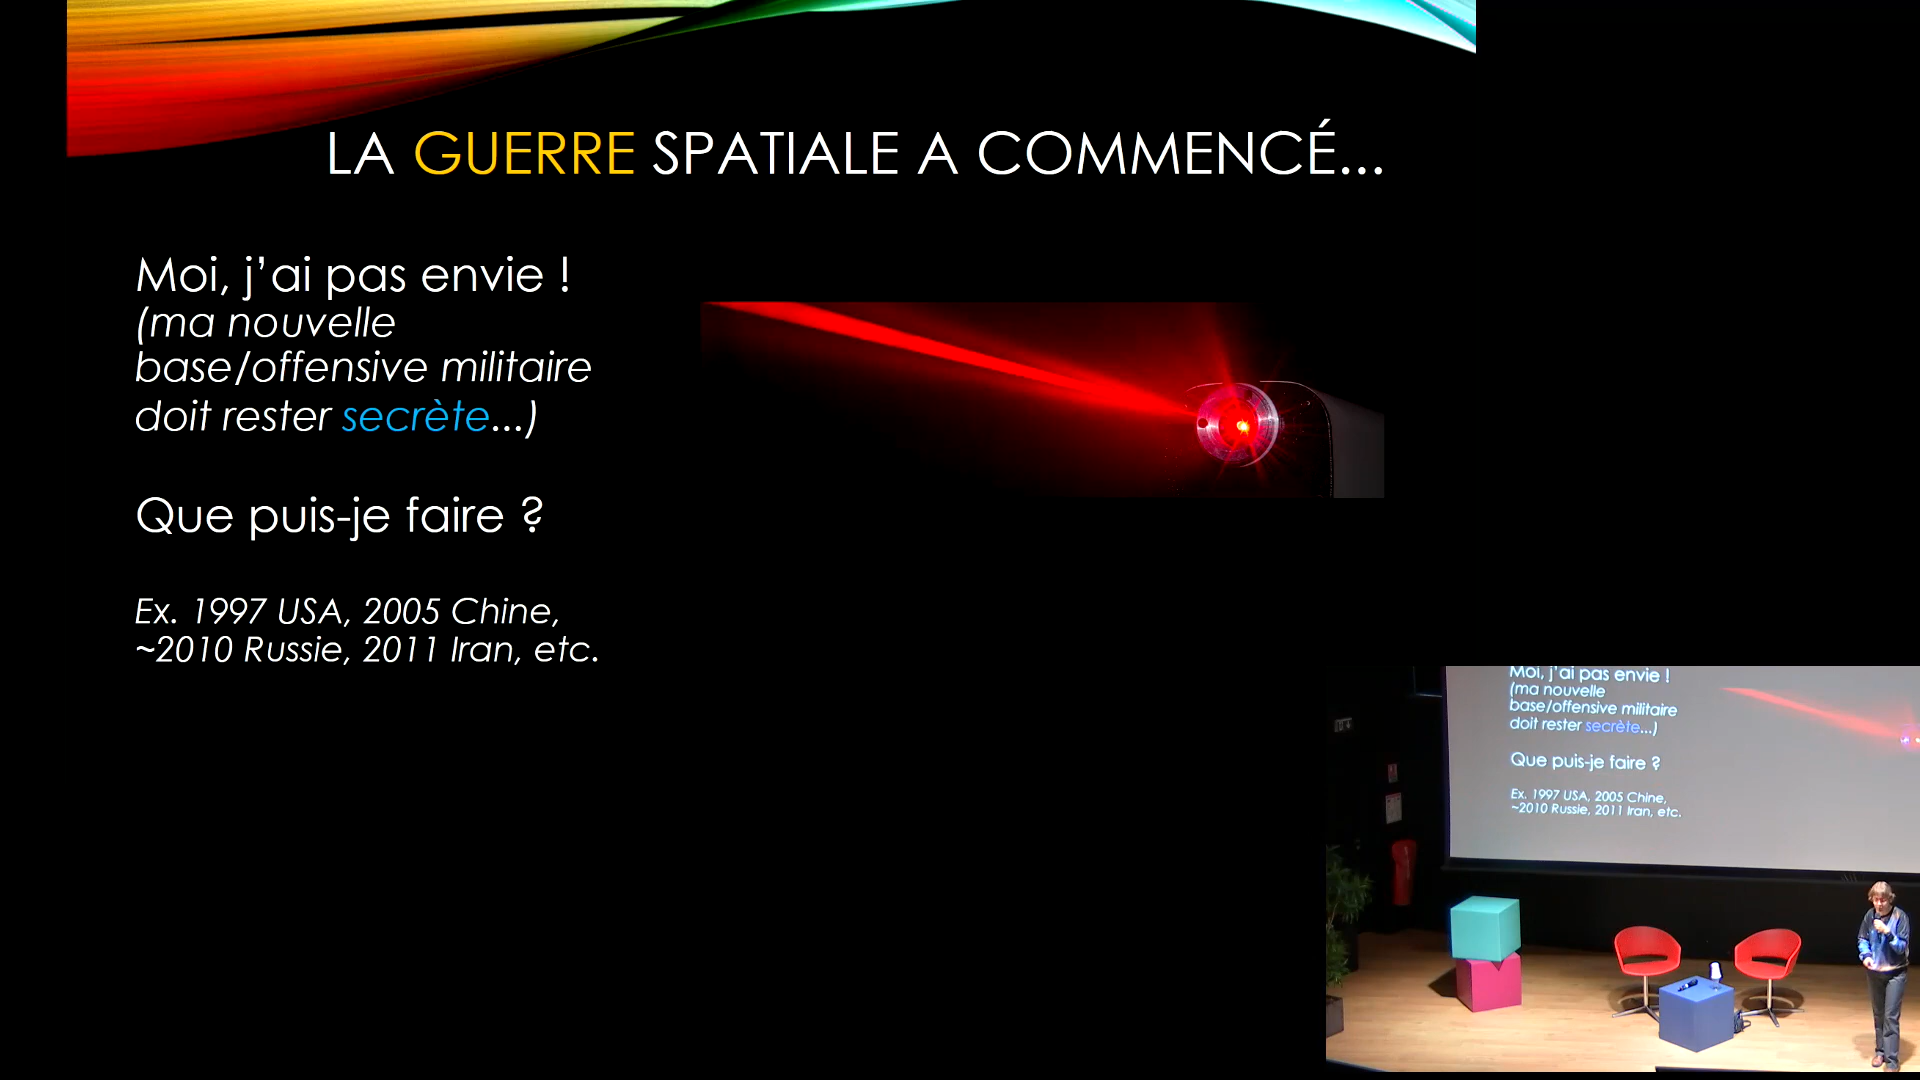 LA GUERRE SPATIALE A COMMENCÉ...
Moi, j'ai pas envie !
(ma nouvelle
base/offensive militaire
doit rester secrète...)
Que puis-je faire ?
Ex. 1997 USA, 2005 Chine,
~2010 Russie, 2011 Iran, etc.
Moi, j'ai pas envie !
(ma nouvelle
base/offensive militaire
doit rester secrète...)
Que puis-je faire ?
Ex. 1997 USA, 2005 Chine,
~2010 Russie, 2011 Iran, etc.